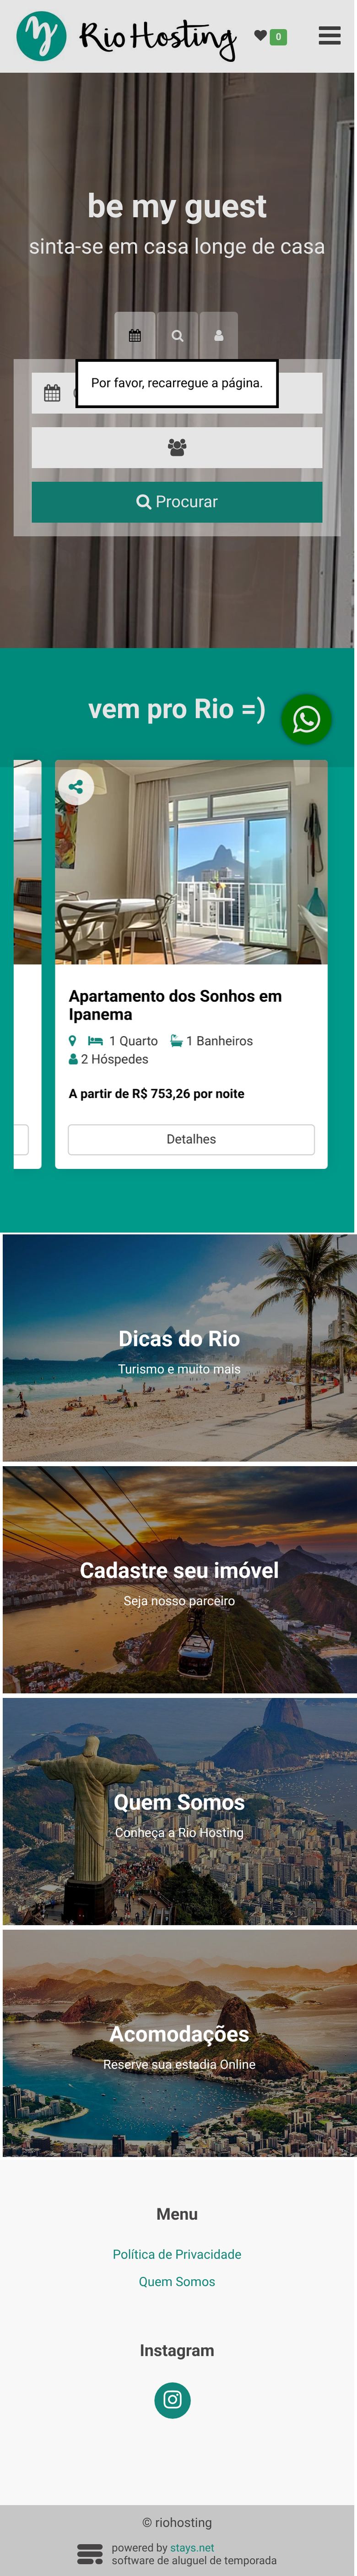 Rio Hosting
0
be my guest
sinta-se em casa longe de casa
Por favor, recarregue a página.
Procurar
vem pro Rio =)
Apartamento dos Sonhos em
Ipanema
1 Quarto 1 Banheiros
2 Hóspedes
A partir de R$ 753,26 por noite
Detalhes
Dicas do Rio
Turismo e muito mais
Cadastre seu imóvel
Seja nosso parceiro
Quem Somos
Conheça a Rio Hosting
Acomodações
Reserve sua estadia Online
Menu
Política de Privacidade
Quem Somos
Instagram
© riohosting
powered by stays.net
software de aluguel de temporada